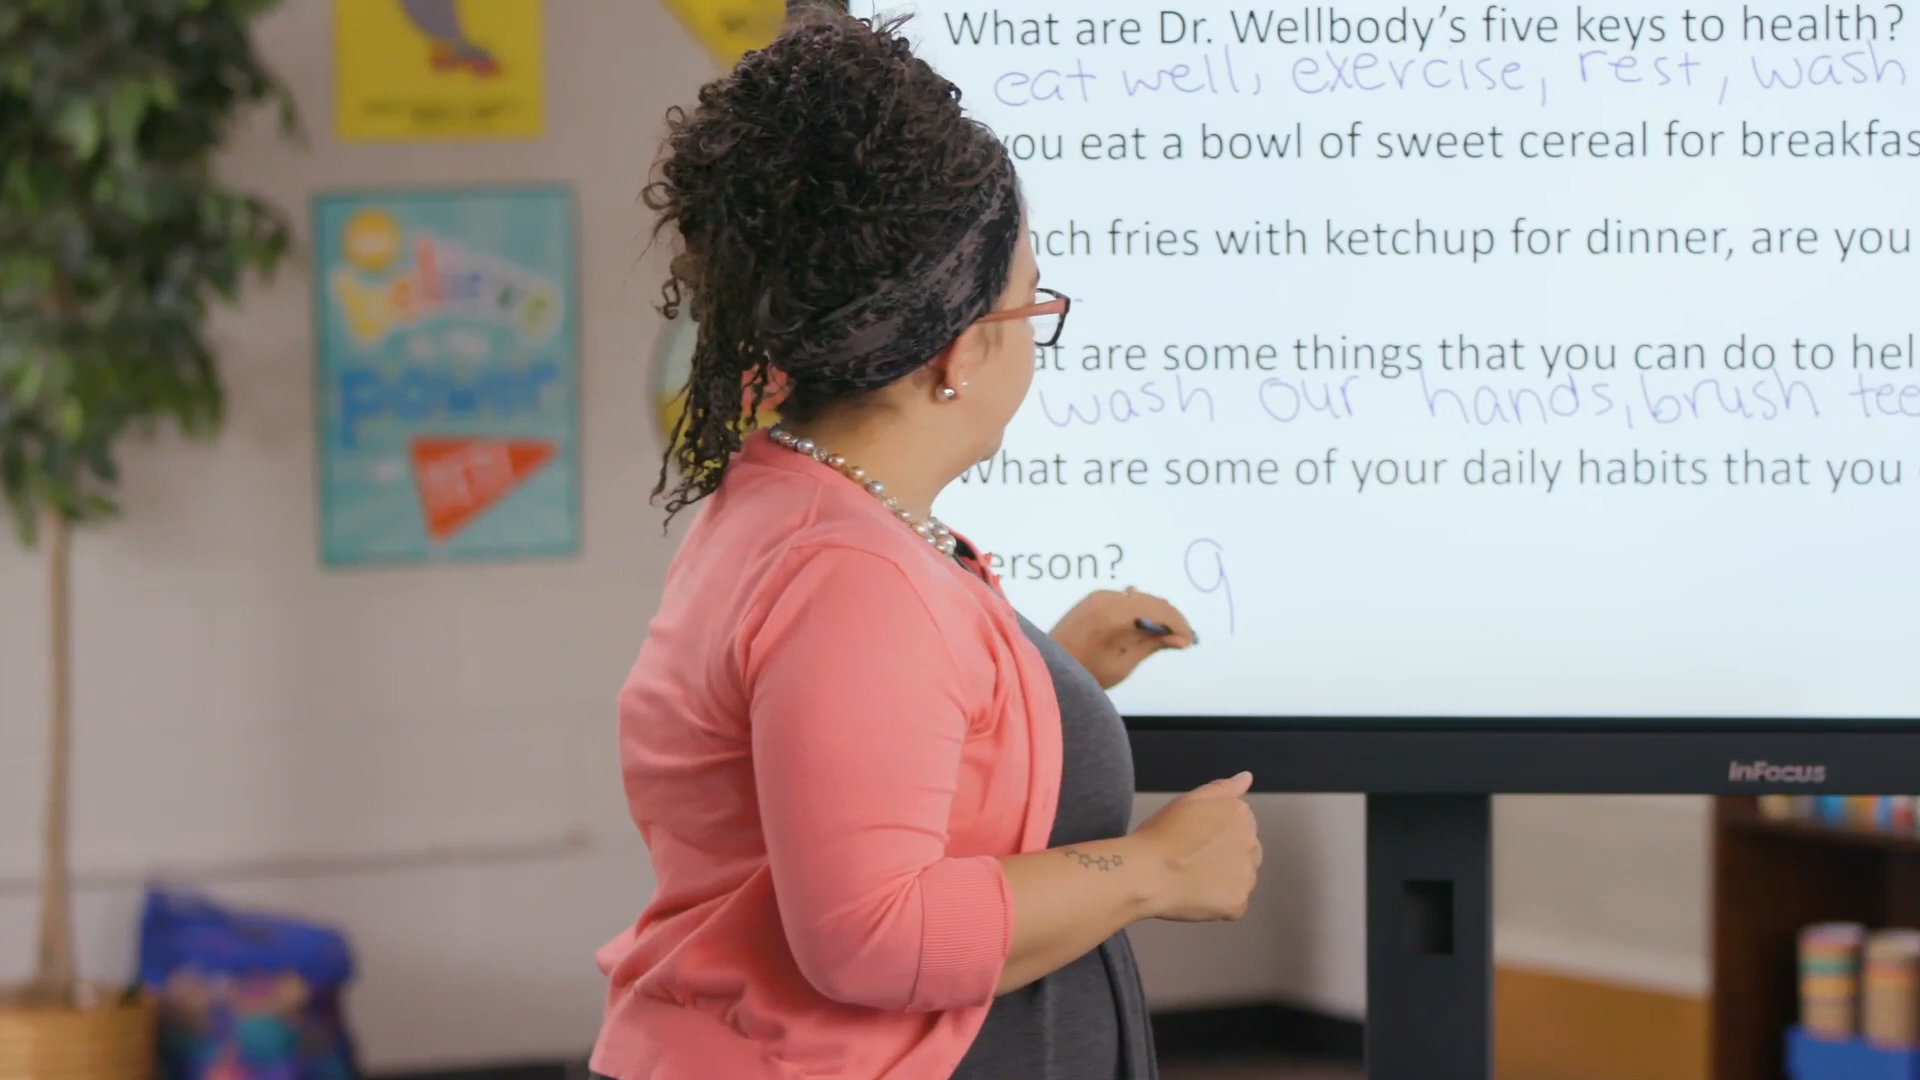 What are Dr. Wellbody’s five keys to health?
eat well, exercise, rest, wash
you eat a bowl of sweet cereal for breakfas
nch fries with ketchup for dinner, are you
at are some things that you can do to hel
wash our hands, brush tee
What are some of your daily habits that you
erson? g
InFocus
believe
power